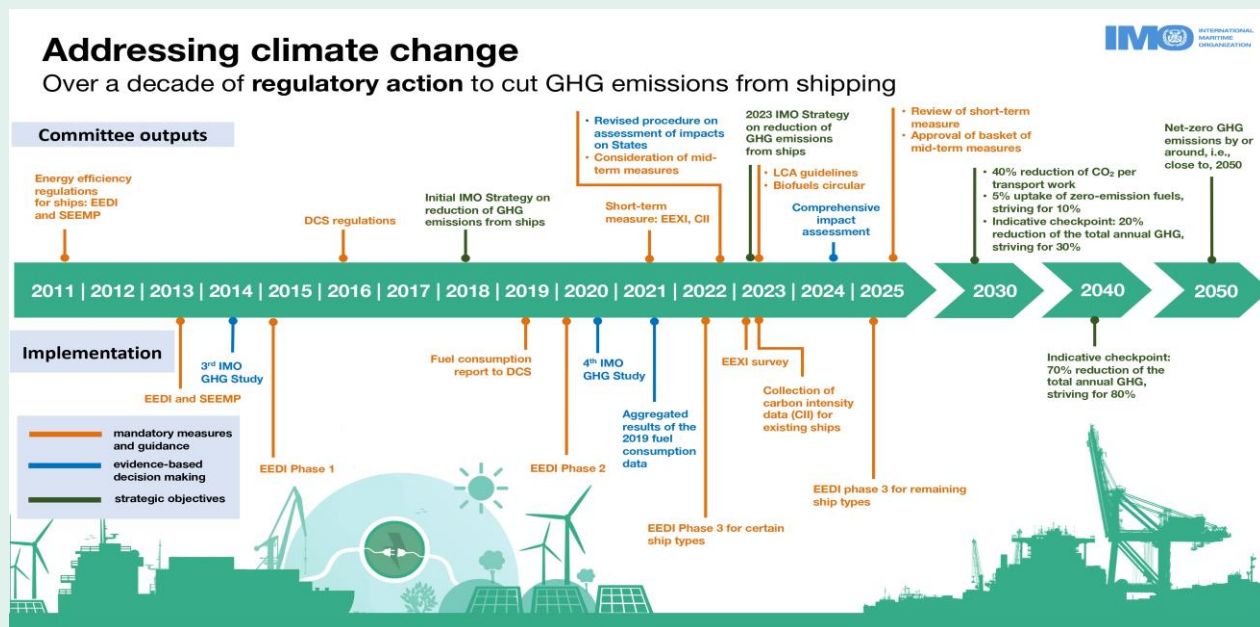 Addressing climate change
Over a decade of regulatory action to cut GHG emissions from shipping
IMO
INTERNATIONAL
MARITIME
ORGANIZATION
Committee outputs
Energy efficiency
regulations
for ships: EEDI
and SEEMP
DCS regulations
Initial IMO Strategy on
reduction of GHG
emissions from ships
• Revised procedure on
assessment of impacts
on States
• Consideration of mid-
term measures
Short-term
measure: EEXI, CII
2023 IMO Strategy
on reduction of
GHG emissions
from ships
• LCA guidelines
• Biofuels circular
Comprehensive
impact
assessment
• Review of short-term
measure
• Approval of basket of
mid-term measures
• 40% reduction of CO₂ per
transport work
• 5% uptake of zero-emission fuels,
striving for 10%
• Indicative checkpoint: 20%
reduction of the total annual GHG,
striving for 30%
Net-zero GHG
emissions by or
around, i.e.,
close to, 2050
2011 | 2012 | 2013 | 2014 | 2015 | 2016 | 2017 | 2018 | 2019 | 2020 | 2021 | 2022 | 2023 | 2024 | 2025
2030
2040
2050
Implementation
EEDI and SEEMP
3rd IMO
GHG Study
EEDI Phase 1
Fuel consumption
report to DCS
EEDI Phase 2
4th IMO
GHG Study
Aggregated
results of the
2019 fuel
consumption
data
EEDI Phase 3 for certain
ship types
EEXI survey
Collection of
carbon intensity
data (CII) for
existing ships
EEDI phase 3 for remaining
ship types
Indicative checkpoint:
70% reduction of the
total annual GHG,
striving for 80%
mandatory measures
and guidance
evidence-based
decision making
strategic objectives